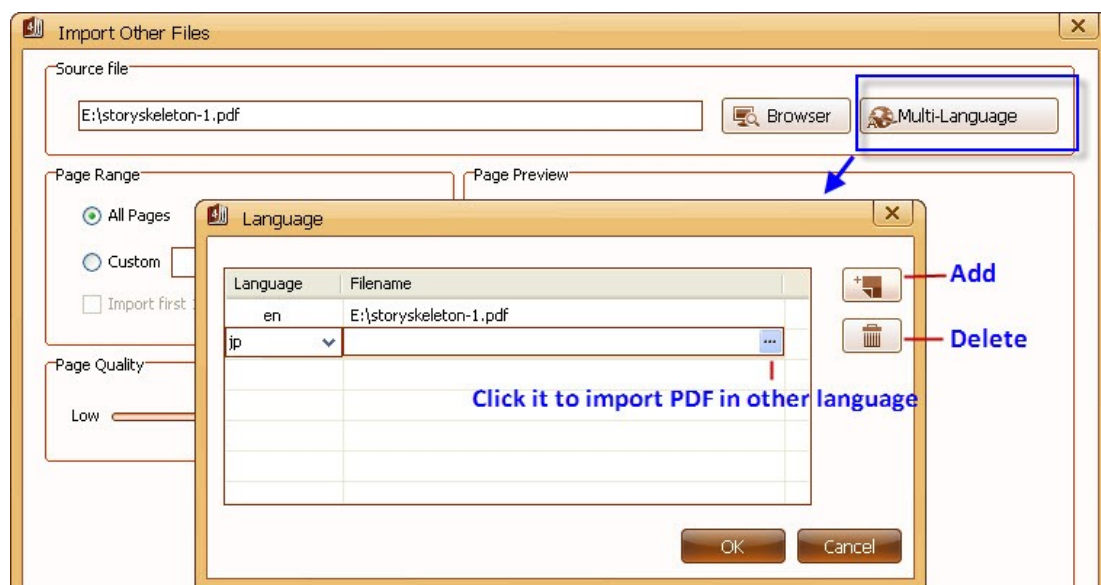 Import Other Files
Source file
E:\storyskeleton-1.pdf
Browser
Multi-Language
Page Range
Page Preview
All Pages
Custom
Import first
Page Quality
Low
Language
Language Filename
en E:\storyskeleton-1.pdf
jp
...
Add
Delete
Click it to import PDF in other language
OK Cancel